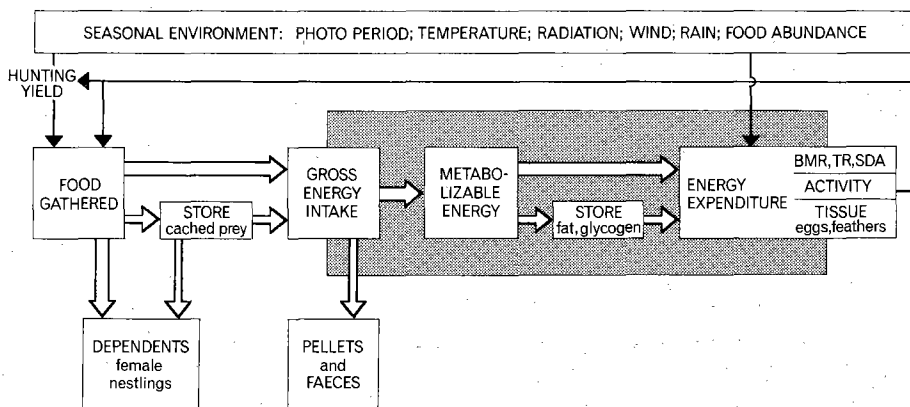 SEASONAL ENVIRONMENT: PHOTO PERIOD; TEMPERATURE; RADIATION; WIND; RAIN; FOOD ABUNDANCE
HUNTING
YIELD
FOOD
GATHERED
STORE
cached prey
GROSS
ENERGY
INTAKE
METABO-
LIZABLE
ENERGY
STORE
fat, glycogen
ENERGY
EXPENDITURE
BMR, TR, SDA
ACTIVITY
TISSUE
eggs, feathers
DEPENDENTS
female
nestlings
PELLETS
and
FAECES